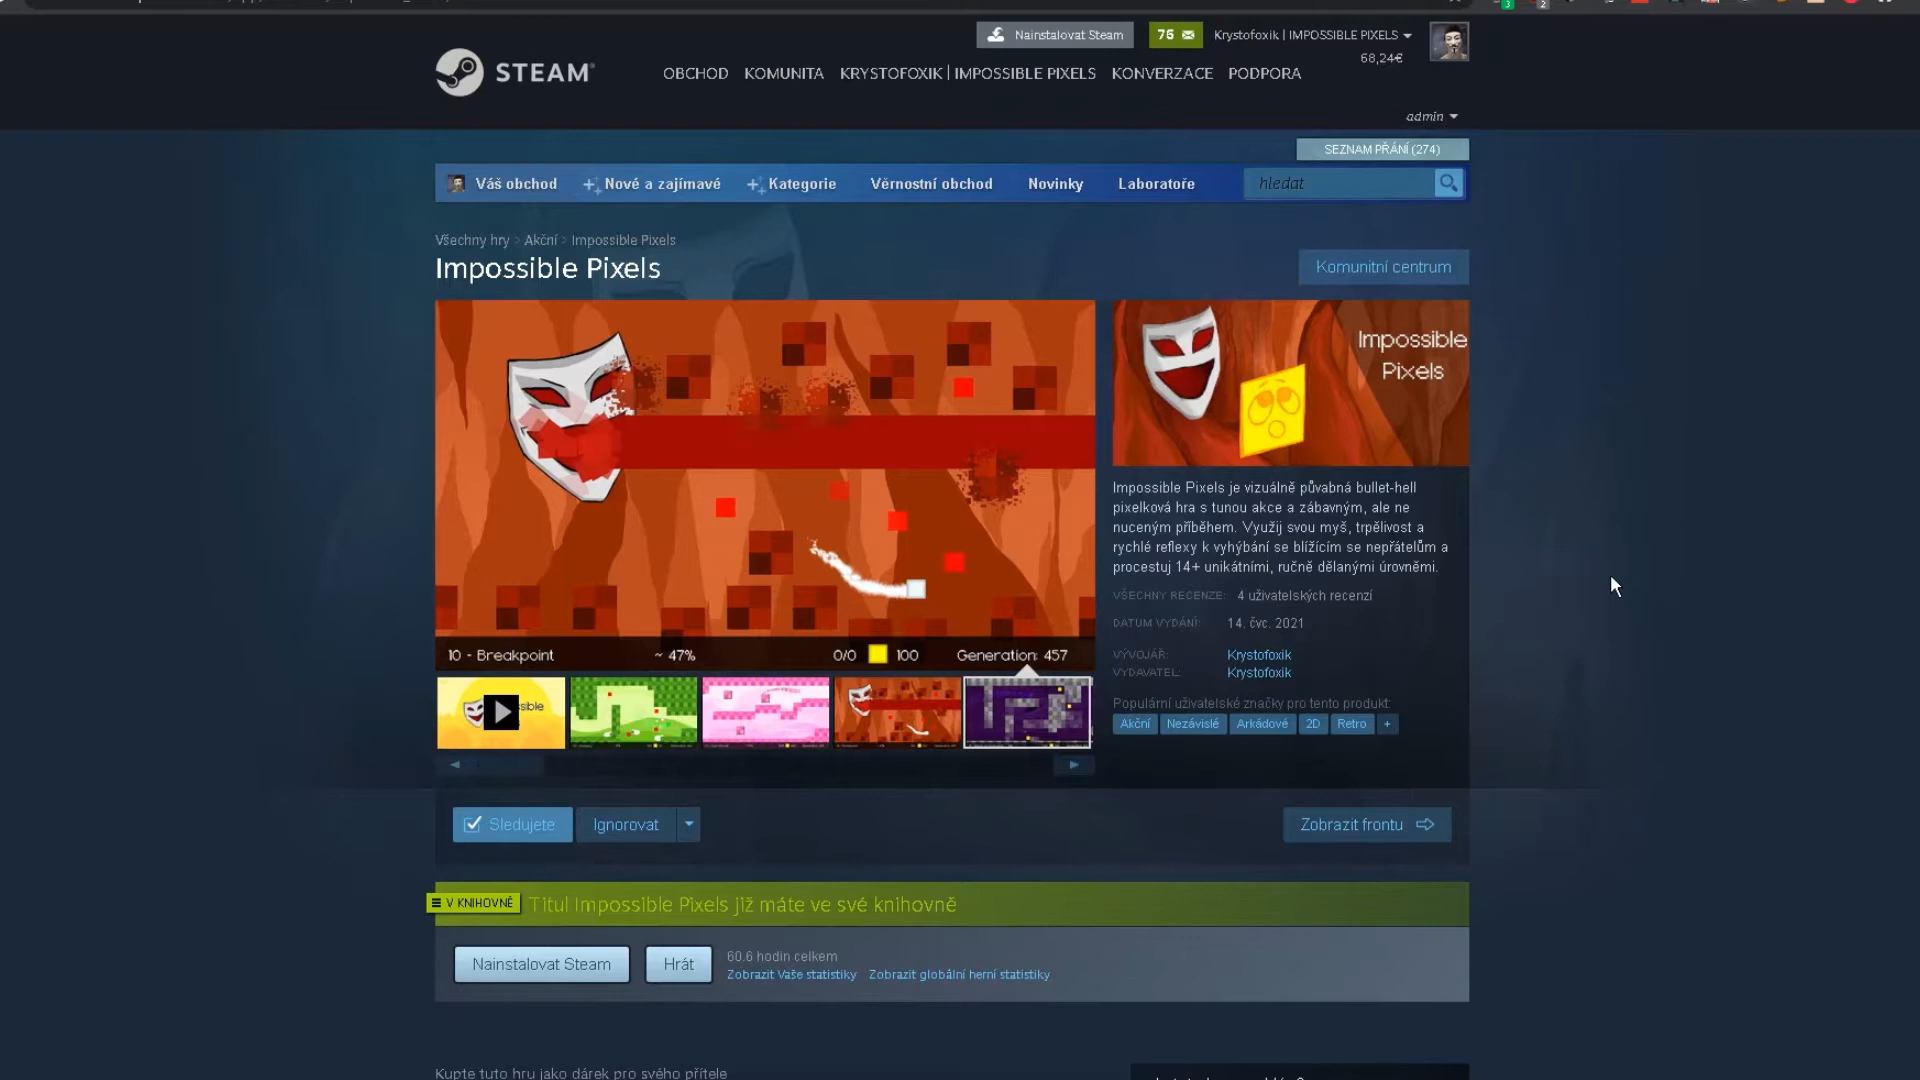 3
2
Nainstalovat Steam
76
Krystofoxik | IMPOSSIBLE PIXELS
68,24€
STEAM
OBCHOD KOMUNITA KRYSTOFOXIK | IMPOSSIBLE PIXELS KONVERZACE PODPORA
admin
SEZNAM PŘÁNÍ (274)
Váš obchod Nové a zajímavé Kategorie Věrnostní obchod Novinky Laboratoře hledat
Všechny hry > Akční > Impossible Pixels
Impossible Pixels
Komunitní centrum
Impossible
Pixels
Impossible Pixels je vizuálně půvabná bullet-hell
pixelková hra s tunou akce a zábavným, ale ne
nuceným příběhem. Využij svou myš, trpělivost a
rychlé reflexy k vyhýbání se blížícím se nepřátelům a
procestuj 14+ unikátními, ručně dělanými úrovněmi.
VŠECHNY RECENZE: 4 uživatelských recenzí
DATUM VYDÁNÍ: 14. čvc. 2021
VÝVOJÁŘ: Krystofoxik
VYDAVATEL: Krystofoxik
Populární uživatelské značky pro tento produkt:
Akční Nezávislé Arkádové 2D Retro +
10 - Breakpoint ~ 47% 0/0 100 Generation: 457
sible
Sledujete Ignorovat Zobrazit frontu
V KNIHOVNĚ Titul Impossible Pixels již máte ve své knihovně
Nainstalovat Steam Hrát
60.6 hodin celkem
Zobrazit Vaše statistiky Zobrazit globální herní statistiky
Kupte tuto hru jako dárek pro svého přítele